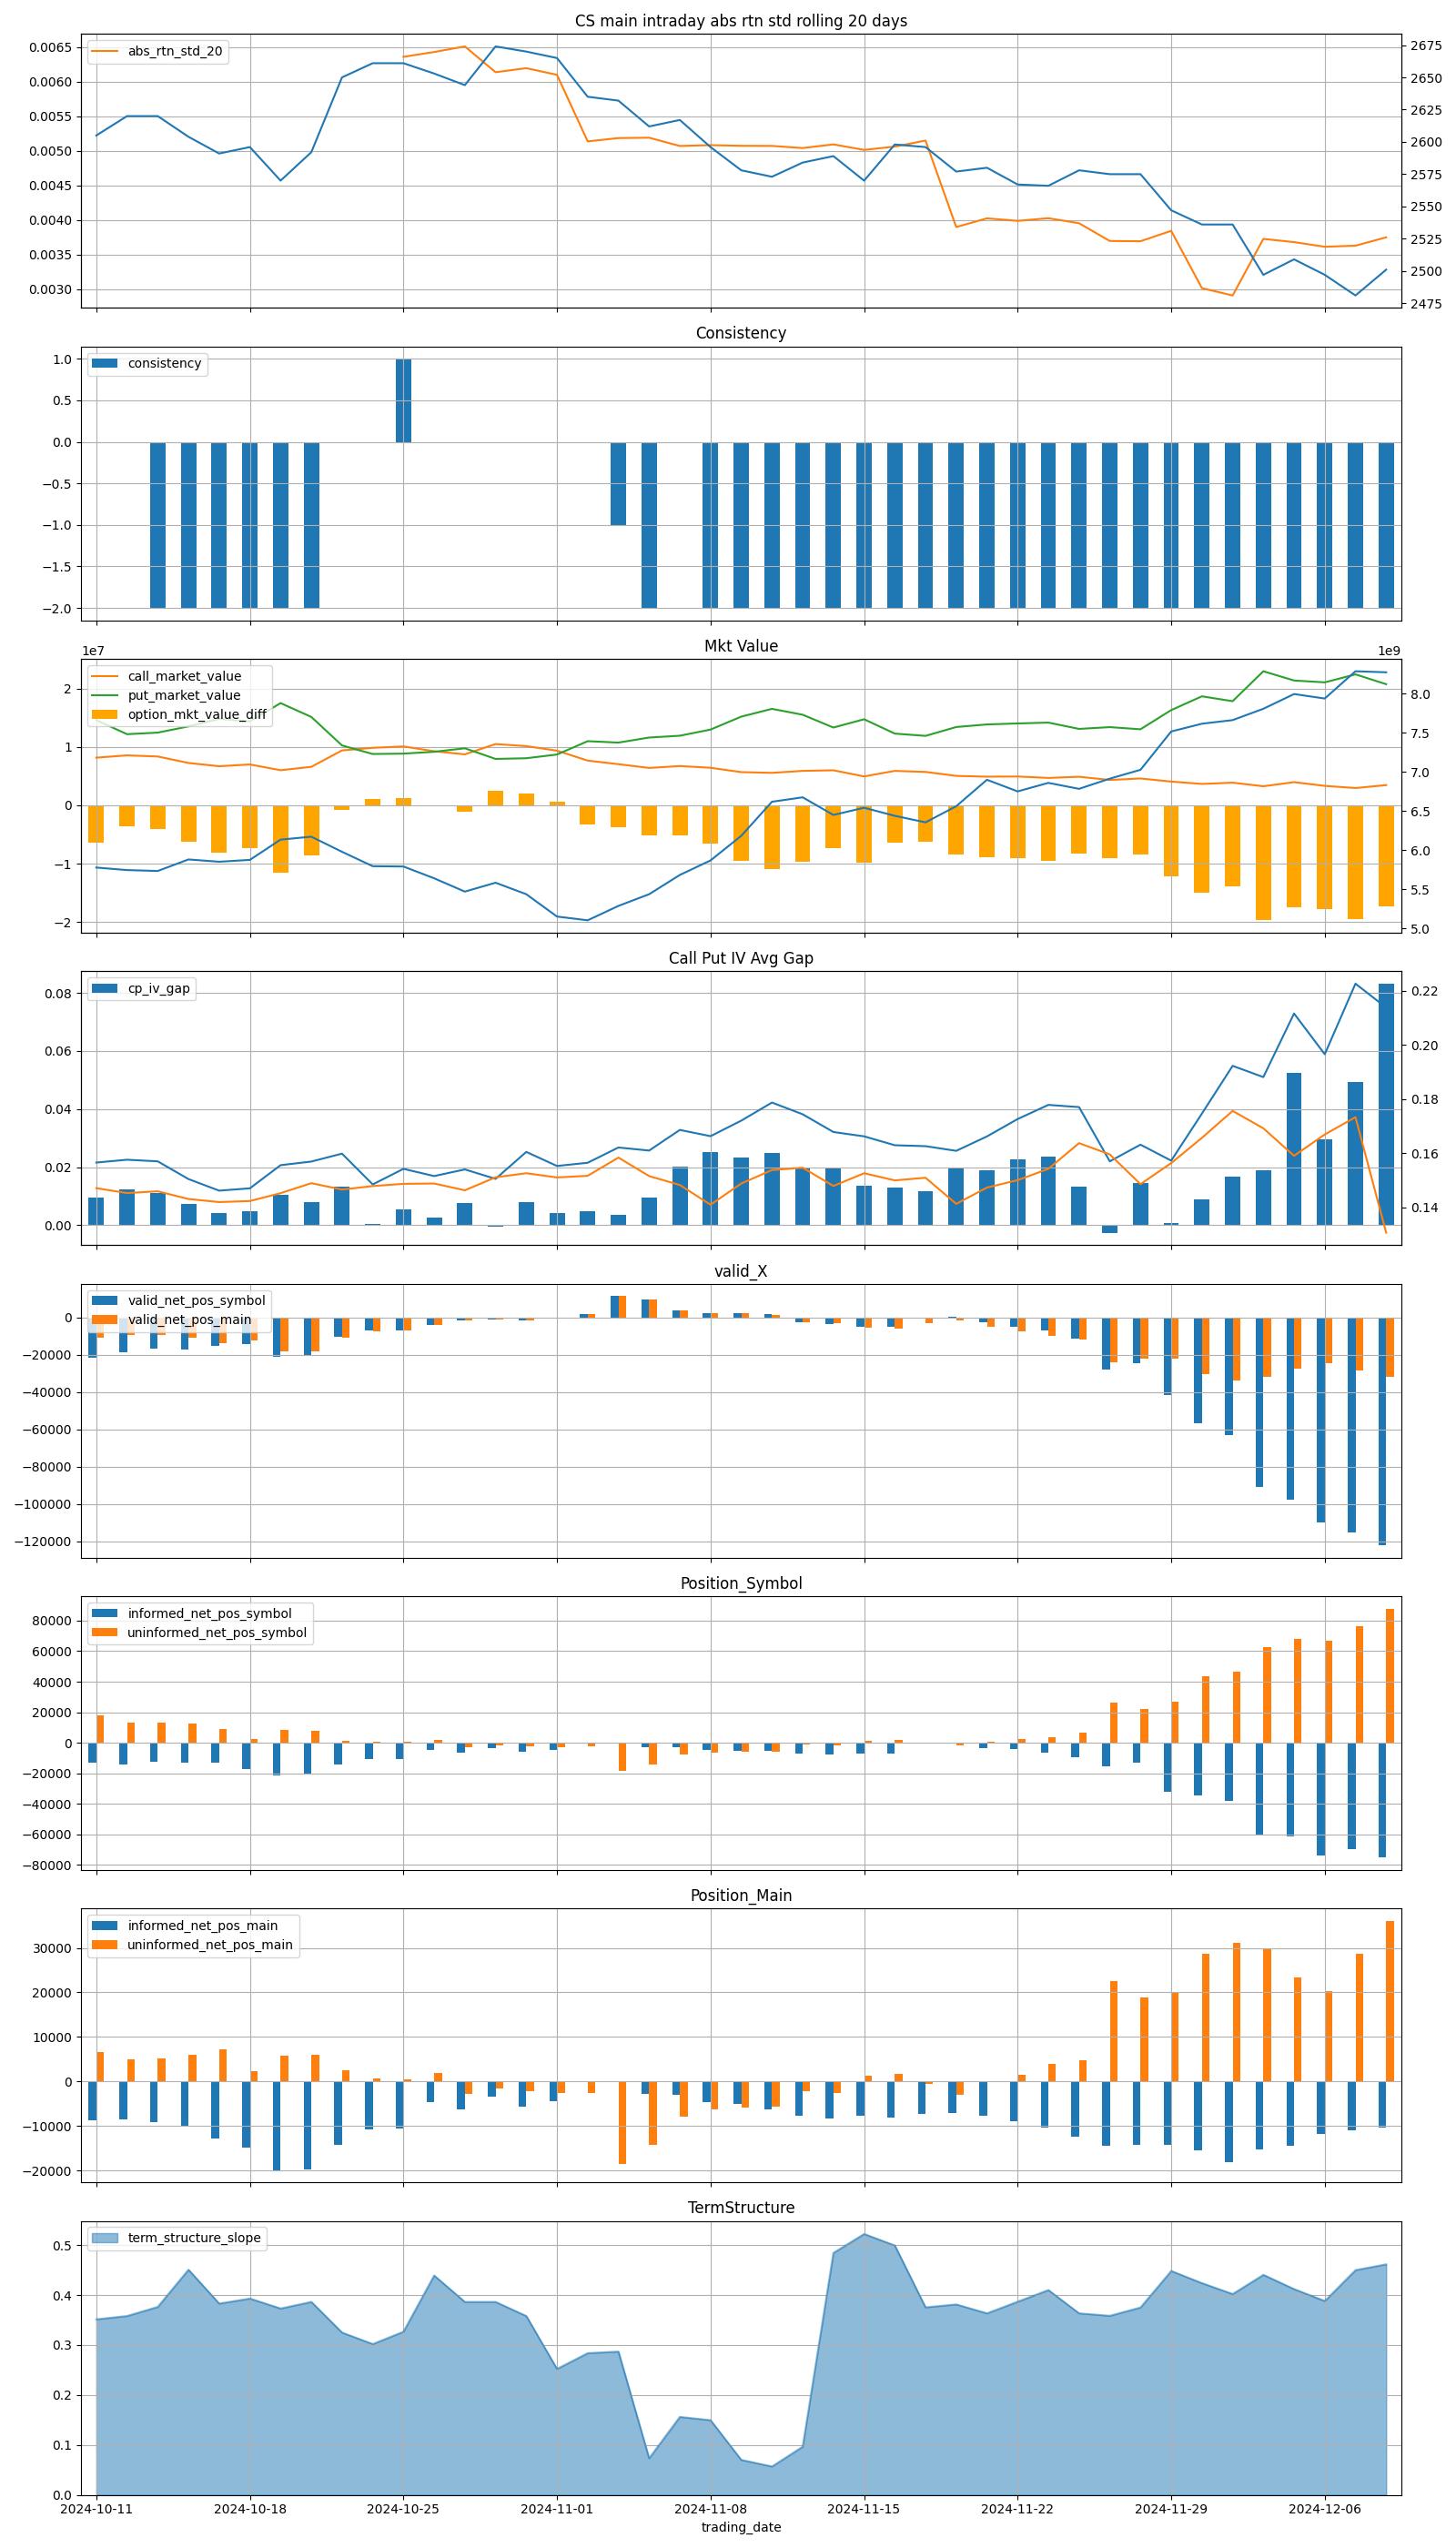 CS main intraday abs rtn std rolling 20 days
abs_rtn_std_20
0.0065
0.0060
0.0055
0.0050
0.0045
0.0040
0.0035
0.0030
2675
2650
2625
2600
2575
2550
2525
2500
2475
Consistency
consistency
1.0
0.5
0.0
−0.5
−1.0
−1.5
−2.0
Mkt Value
1e7
1e9
call_market_value
put_market_value
option_mkt_value_diff
2
1
0
−1
−2
8.0
7.5
7.0
6.5
6.0
5.5
5.0
Call Put IV Avg Gap
cp_iv_gap
0.08
0.06
0.04
0.02
0.00
0.22
0.20
0.18
0.16
0.14
valid_X
valid_net_pos_symbol
valid_net_pos_main
0
−20000
−40000
−60000
−80000
−100000
−120000
Position_Symbol
informed_net_pos_symbol
uninformed_net_pos_symbol
80000
60000
40000
20000
0
−20000
−40000
−60000
−80000
Position_Main
informed_net_pos_main
uninformed_net_pos_main
30000
20000
10000
0
−10000
−20000
TermStructure
term_structure_slope
0.5
0.4
0.3
0.2
0.1
0.0
2024-10-11 2024-10-18 2024-10-25 2024-11-01 2024-11-08 2024-11-15 2024-11-22 2024-11-29 2024-12-06
trading_date